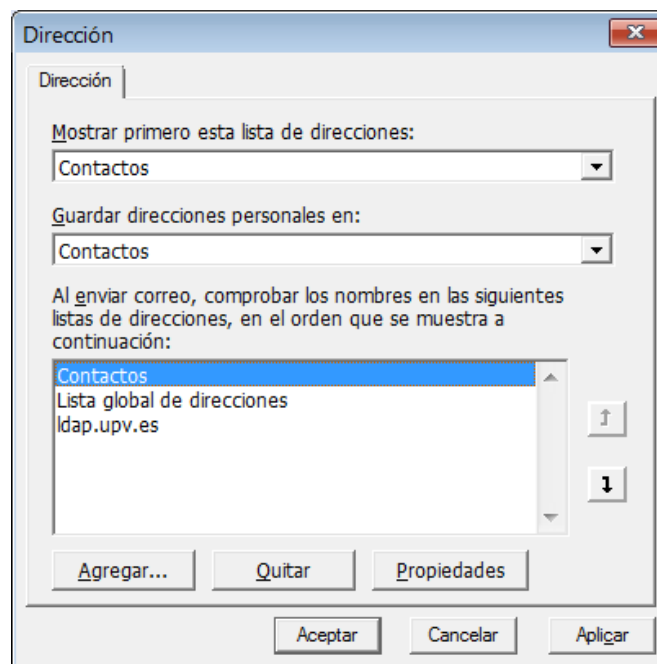 Dirección
Dirección
Mostrar primero esta lista de direcciones:
Contactos
Guardar direcciones personales en:
Contactos
Al enviar correo, comprobar los nombres en las siguientes
listas de direcciones, en el orden que se muestra a
continuación:
Contactos
Lista global de direcciones
ldap.upv.es
Agregar... Quitar Propiedades
Aceptar Cancelar Aplicar